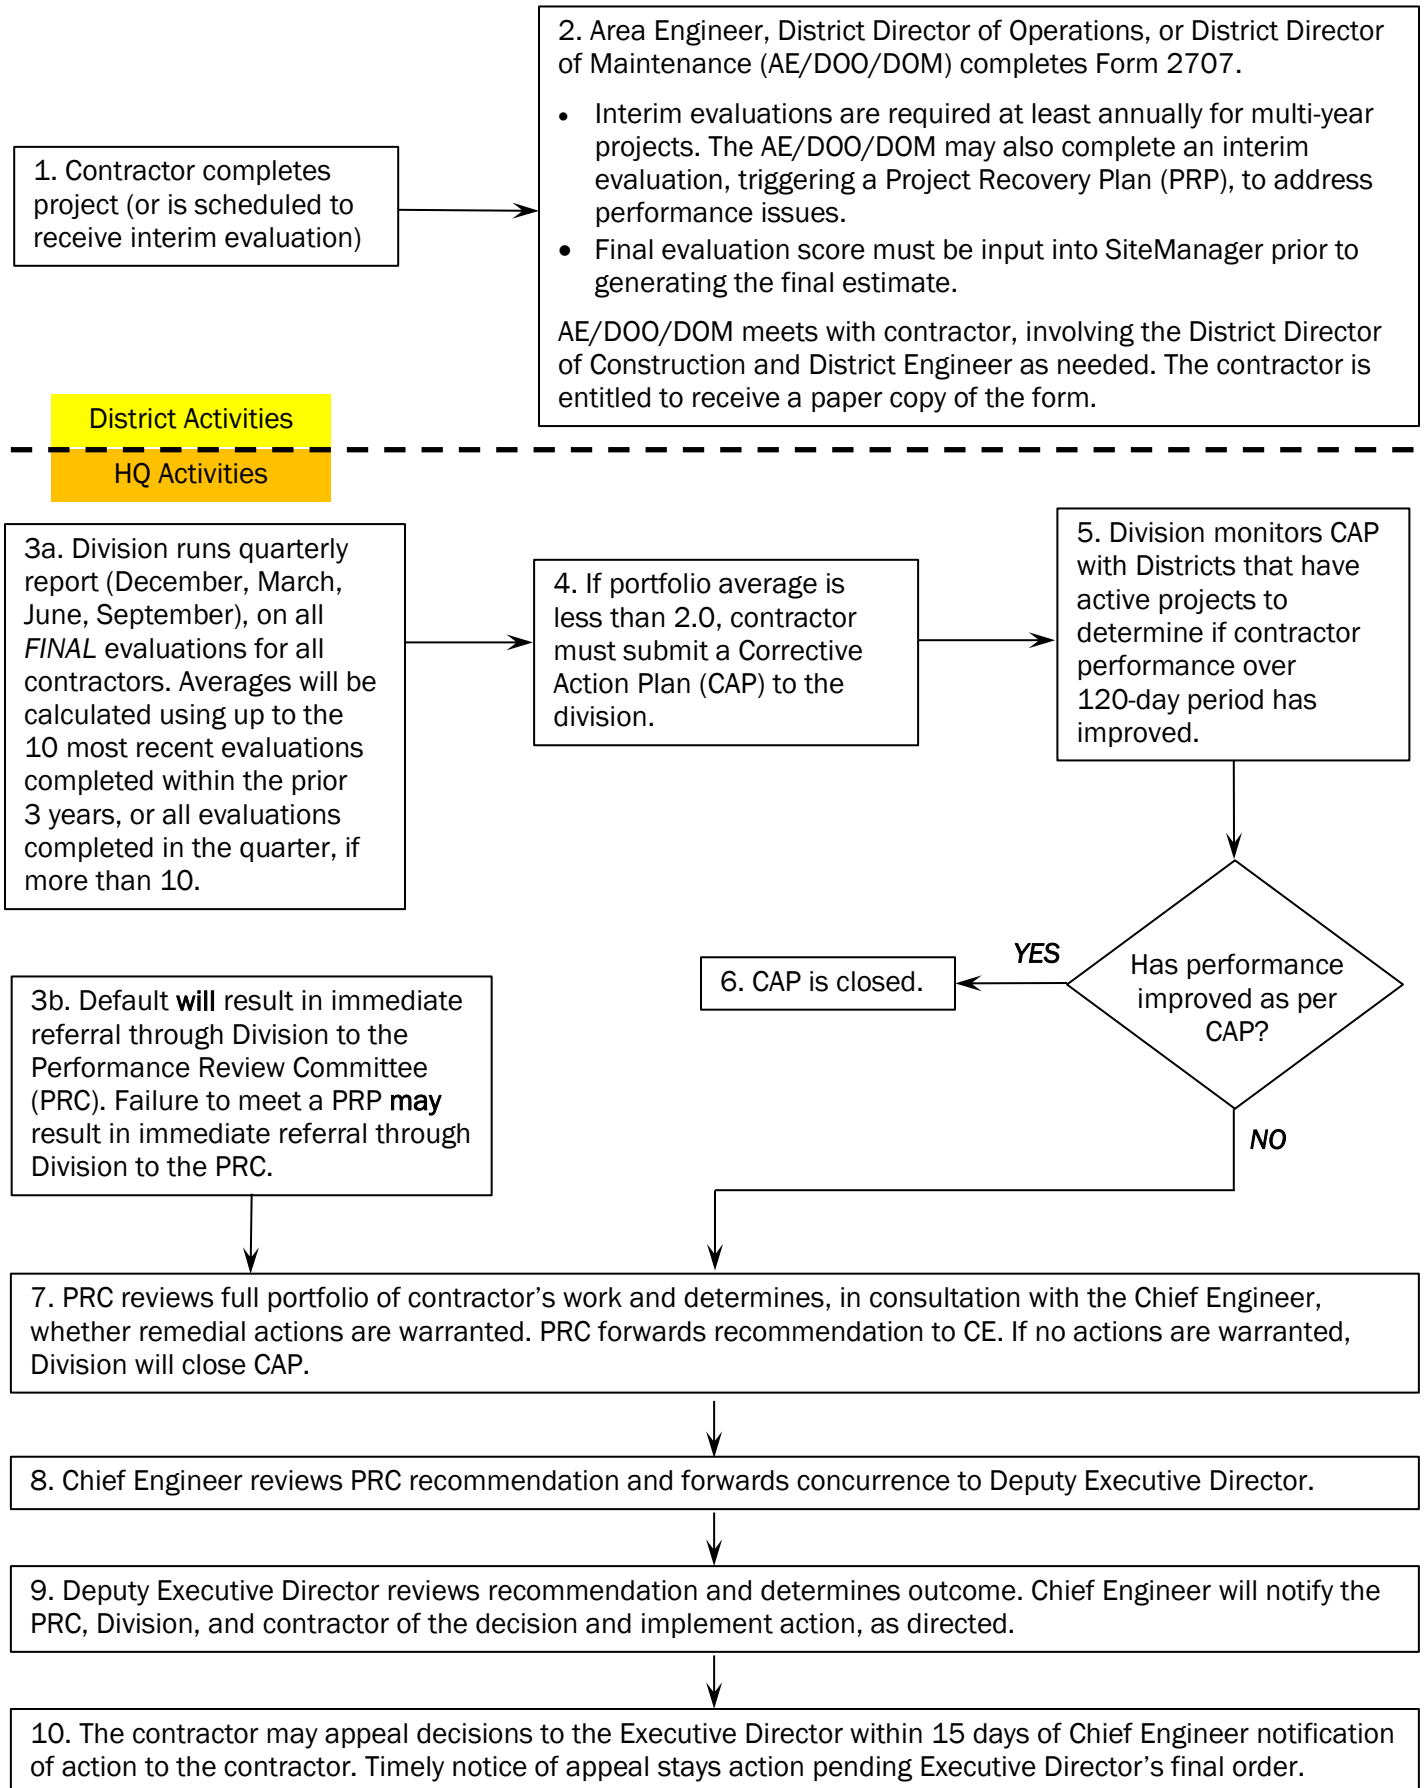 1. Contractor completes
project (or is scheduled to
receive interim evaluation)
2. Area Engineer, District Director of Operations, or District Director
of Maintenance (AE/DOO/DOM) completes Form 2707.
• Interim evaluations are required at least annually for multi-year
projects. The AE/DOO/DOM may also complete an interim
evaluation, triggering a Project Recovery Plan (PRP), to address
performance issues.
• Final evaluation score must be input into SiteManager prior to
generating the final estimate.
AE/DOO/DOM meets with contractor, involving the District Director
of Construction and District Engineer as needed. The contractor is
entitled to receive a paper copy of the form.
District Activities
HQ Activities
3a. Division runs quarterly
report (December, March,
June, September), on all
FINAL evaluations for all
contractors. Averages will be
calculated using up to the
10 most recent evaluations
completed within the prior
3 years, or all evaluations
completed in the quarter, if
more than 10.
4. If portfolio average is
less than 2.0, contractor
must submit a Corrective
Action Plan (CAP) to the
division.
5. Division monitors CAP
with Districts that have
active projects to
determine if contractor
performance over
120-day period has
improved.
Has performance
improved as per
CAP?
YES
6. CAP is closed.
NO
3b. Default will result in immediate
referral through Division to the
Performance Review Committee
(PRC). Failure to meet a PRP may
result in immediate referral through
Division to the PRC.
7. PRC reviews full portfolio of contractor’s work and determines, in consultation with the Chief Engineer,
whether remedial actions are warranted. PRC forwards recommendation to CE. If no actions are warranted,
Division will close CAP.
8. Chief Engineer reviews PRC recommendation and forwards concurrence to Deputy Executive Director.
9. Deputy Executive Director reviews recommendation and determines outcome. Chief Engineer will notify the
PRC, Division, and contractor of the decision and implement action, as directed.
10. The contractor may appeal decisions to the Executive Director within 15 days of Chief Engineer notification
of action to the contractor. Timely notice of appeal stays action pending Executive Director’s final order.